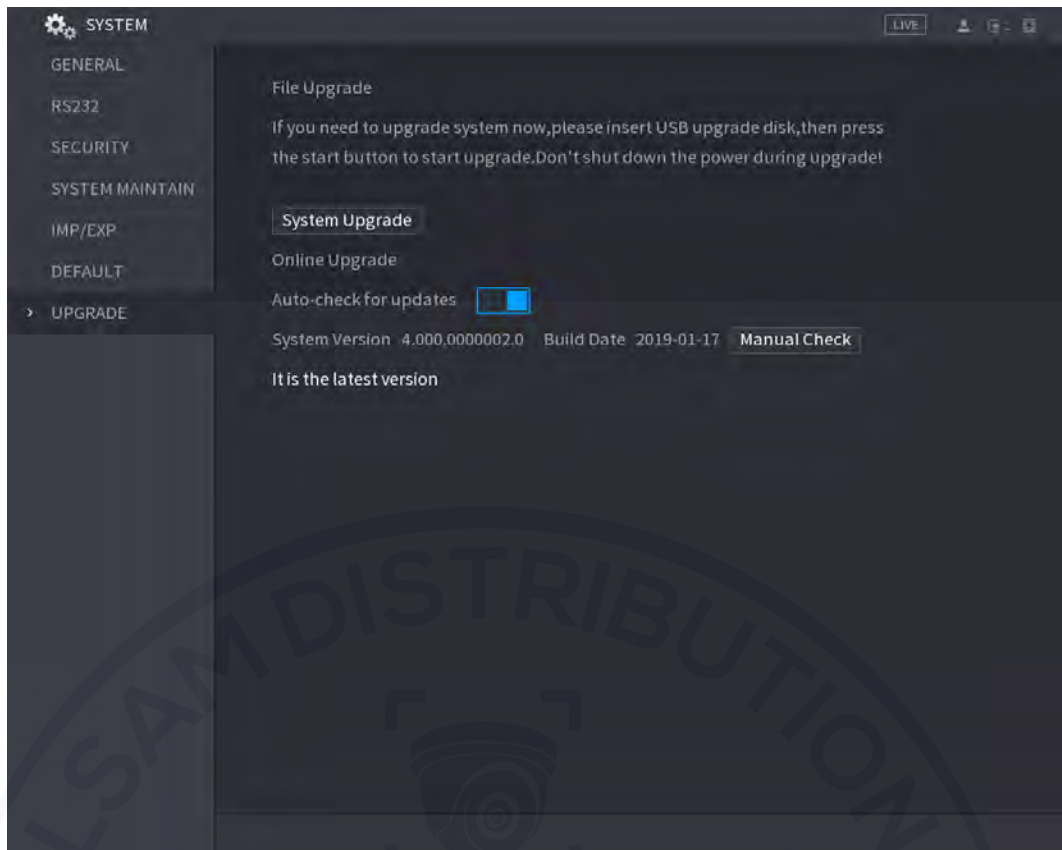 SYSTEM
LIVE
GENERAL
RS232
SECURITY
SYSTEM MAINTAIN
IMP/EXP
DEFAULT
UPGRADE
File Upgrade
If you need to upgrade system now,please insert USB upgrade disk,then press
the start button to start upgrade.Don't shut down the power during upgrade!
System Upgrade
Online Upgrade
Auto-check for updates
System Version 4.000.0000002.0 Build Date 2019-01-17 Manual Check
It is the latest version
LSAM DISTRIBUTION